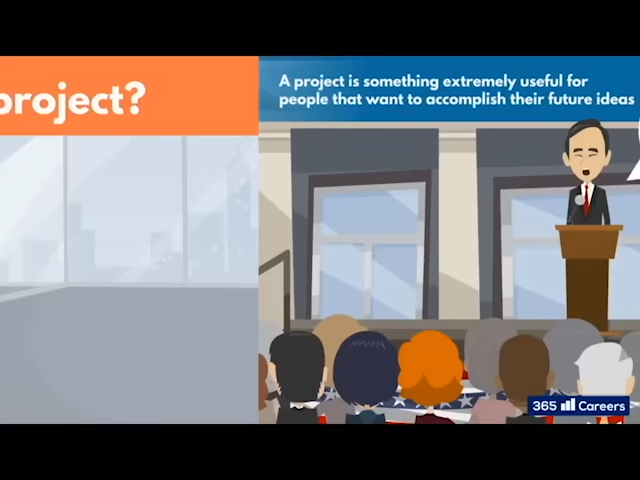 project?
A project is something extremely useful for
people that want to accomplish their future ideas
365 Careers